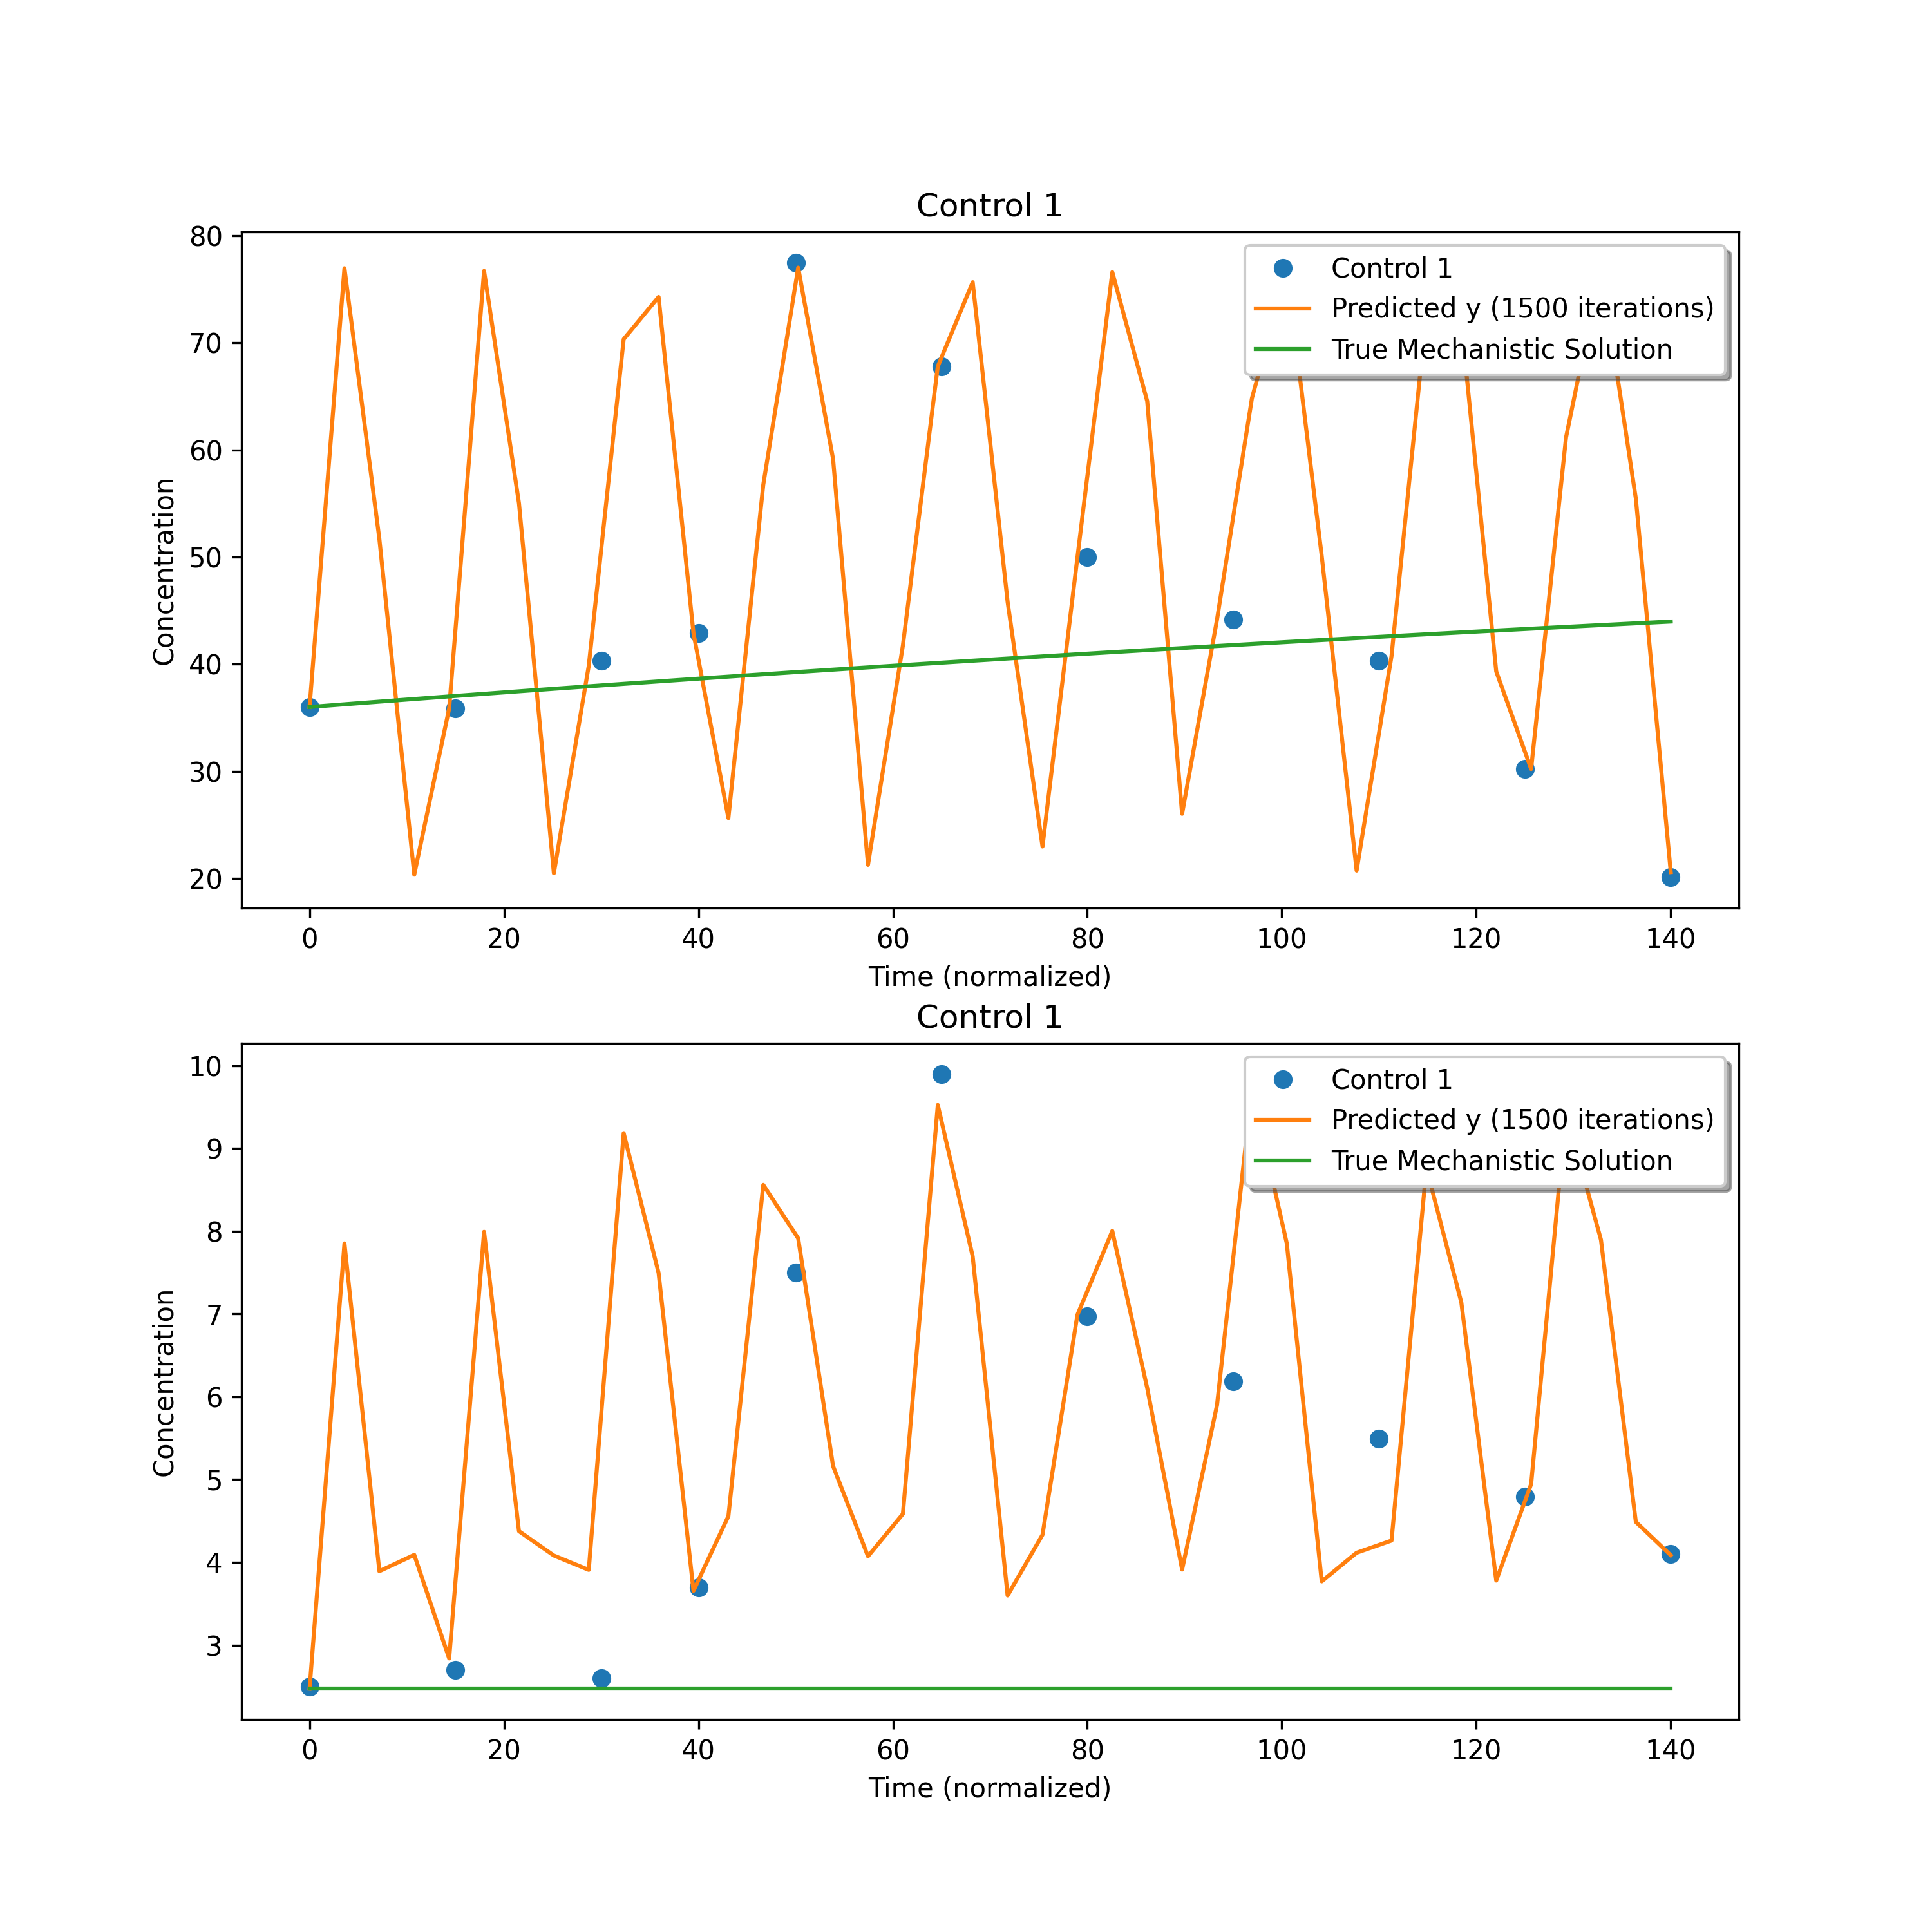 Control 1
80
70
60
50
40
30
20
Concentration
Control 1
Predicted y (1500 iterations)
True Mechanistic Solution
0 20 40 60 80 100 120 140
Time (normalized)
Control 1
10
9
8
7
6
5
4
3
Concentration
Control 1
Predicted y (1500 iterations)
True Mechanistic Solution
0 20 40 60 80 100 120 140
Time (normalized)